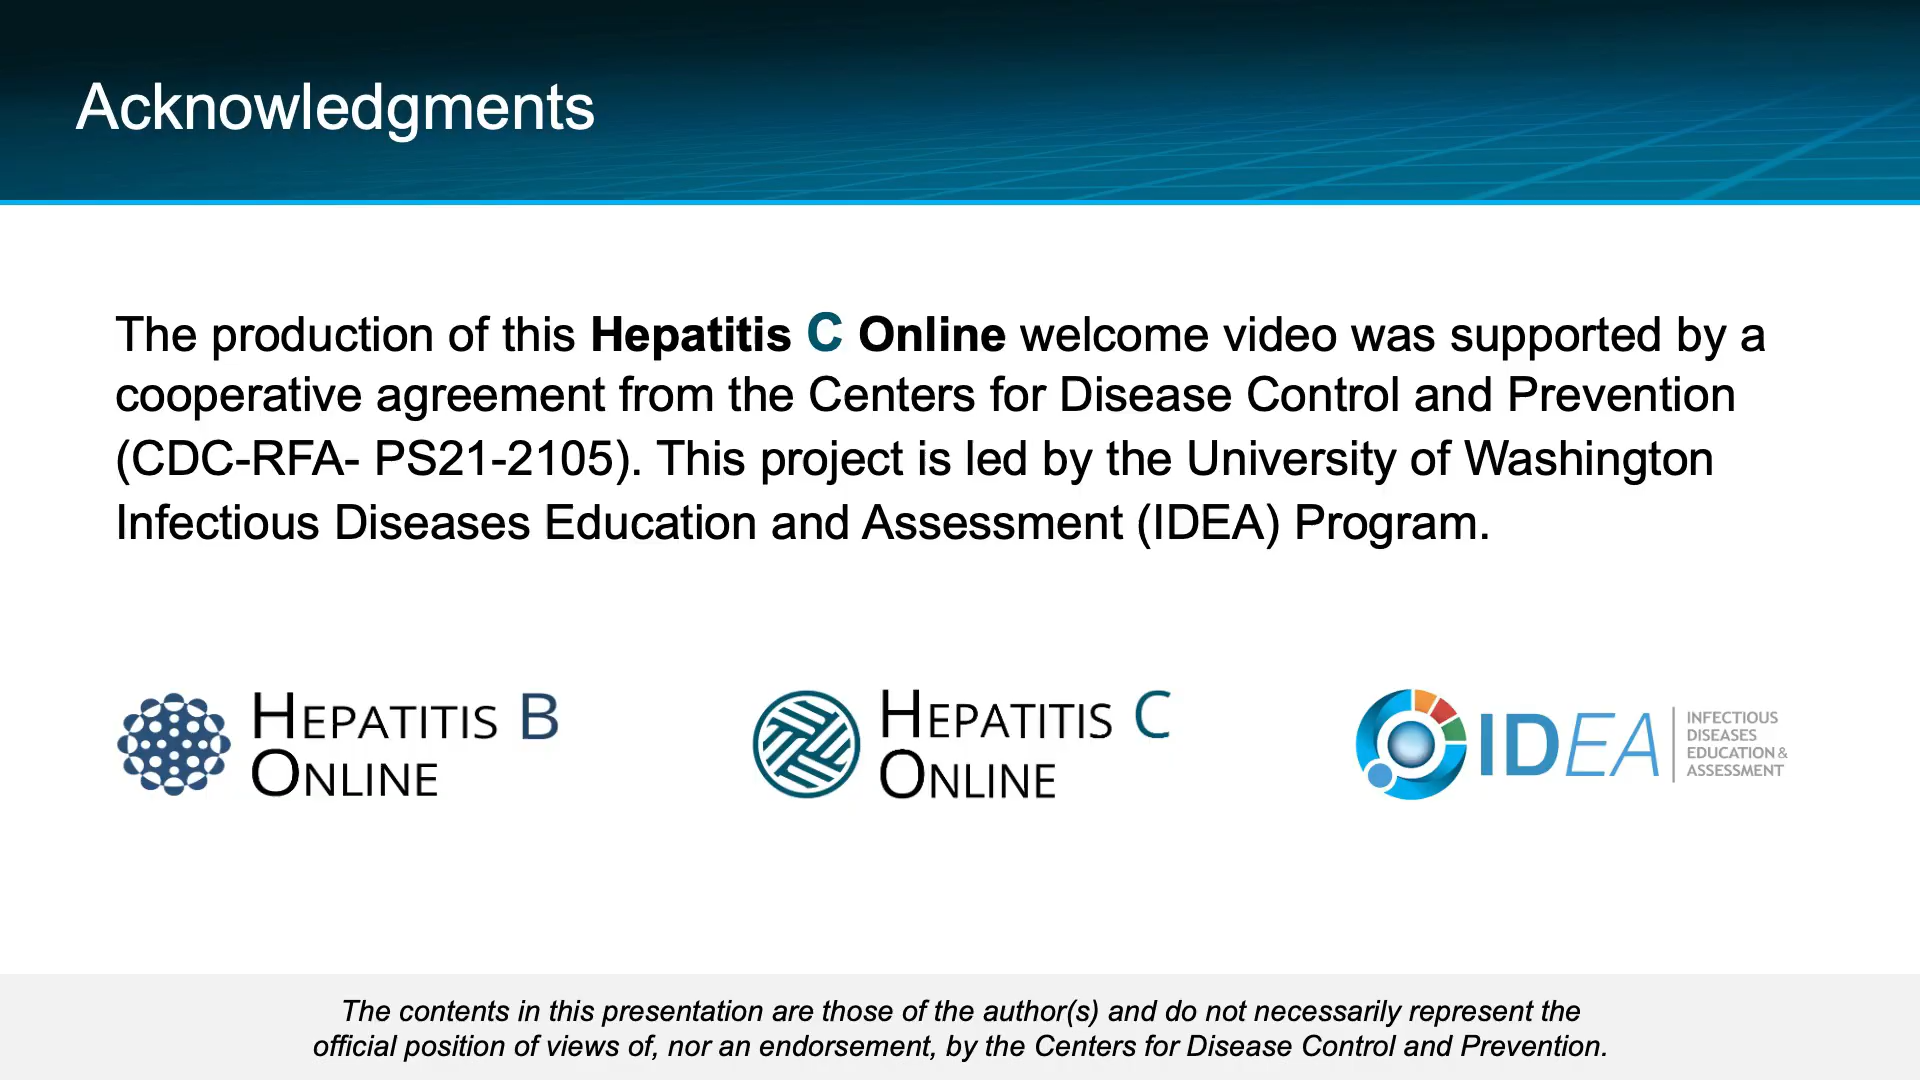 Acknowledgments
The production of this Hepatitis C Online welcome video was supported by a
cooperative agreement from the Centers for Disease Control and Prevention
(CDC-RFA- PS21-2105). This project is led by the University of Washington
Infectious Diseases Education and Assessment (IDEA) Program.
HEPATITIS B
ONLINE
HEPATITIS C
ONLINE
IDEA
INFECTIOUS
DISEASES
EDUCATION &
ASSESSMENT
The contents in this presentation are those of the author(s) and do not necessarily represent the
official position of views of, nor an endorsement, by the Centers for Disease Control and Prevention.